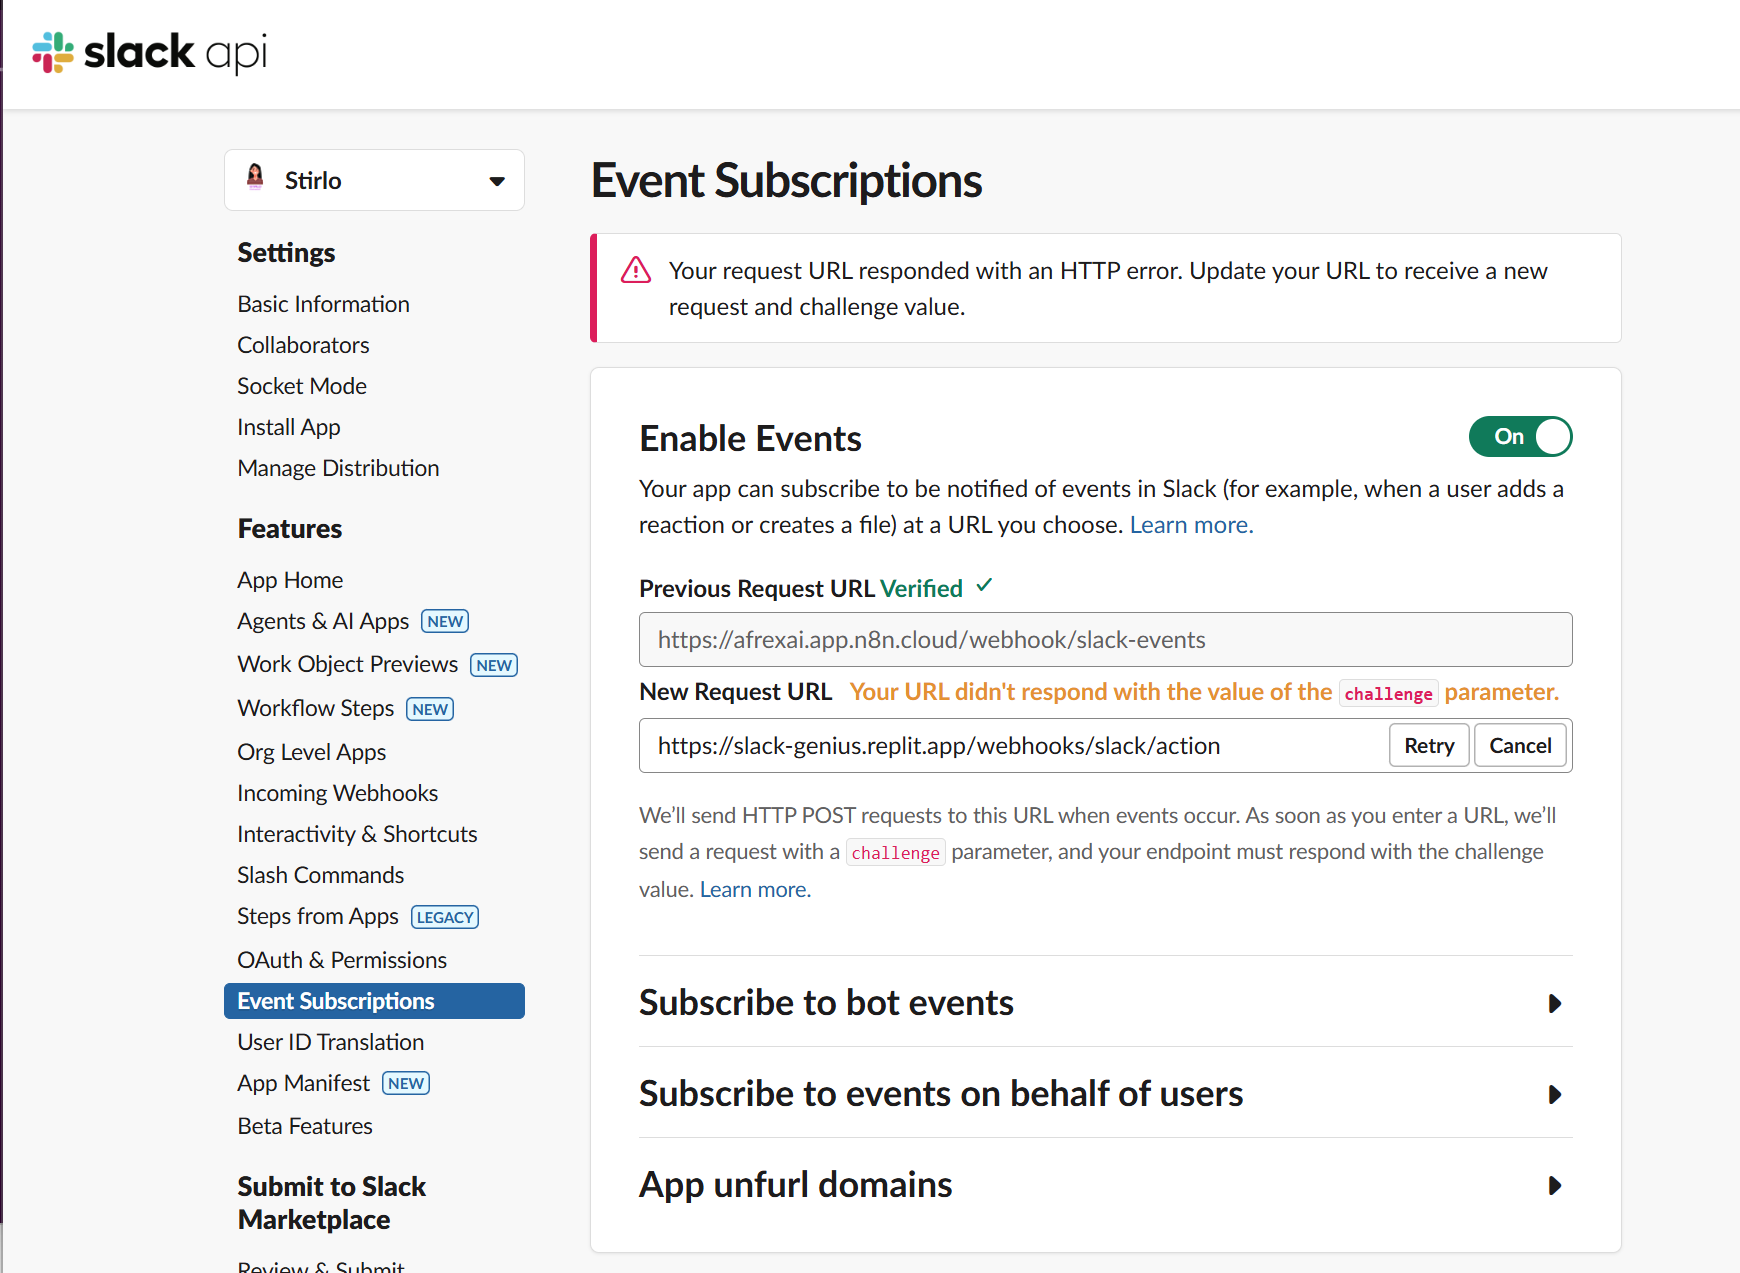 slack api
Stirlo
Settings
Basic Information
Collaborators
Socket Mode
Install App
Manage Distribution
Features
App Home
Agents & AI Apps NEW
Work Object Previews NEW
Workflow Steps NEW
Org Level Apps
Incoming Webhooks
Interactivity & Shortcuts
Slash Commands
Steps from Apps LEGACY
OAuth & Permissions
Event Subscriptions
User ID Translation
App Manifest NEW
Beta Features
Submit to Slack
Marketplace
Review & Submit
Event Subscriptions
Your request URL responded with an HTTP error. Update your URL to receive a new
request and challenge value.
Enable Events
On
Your app can subscribe to be notified of events in Slack (for example, when a user adds a
reaction or creates a file) at a URL you choose. Learn more.
Previous Request URL Verified ✓
https://afrexai.app.n8n.cloud/webhook/slack-events
New Request URL Your URL didn't respond with the value of the challenge parameter.
https://slack-genius.replit.app/webhooks/slack/action Retry Cancel
We’ll send HTTP POST requests to this URL when events occur. As soon as you enter a URL, we’ll
send a request with a challenge parameter, and your endpoint must respond with the challenge
value. Learn more.
Subscribe to bot events
Subscribe to events on behalf of users
App unfurl domains